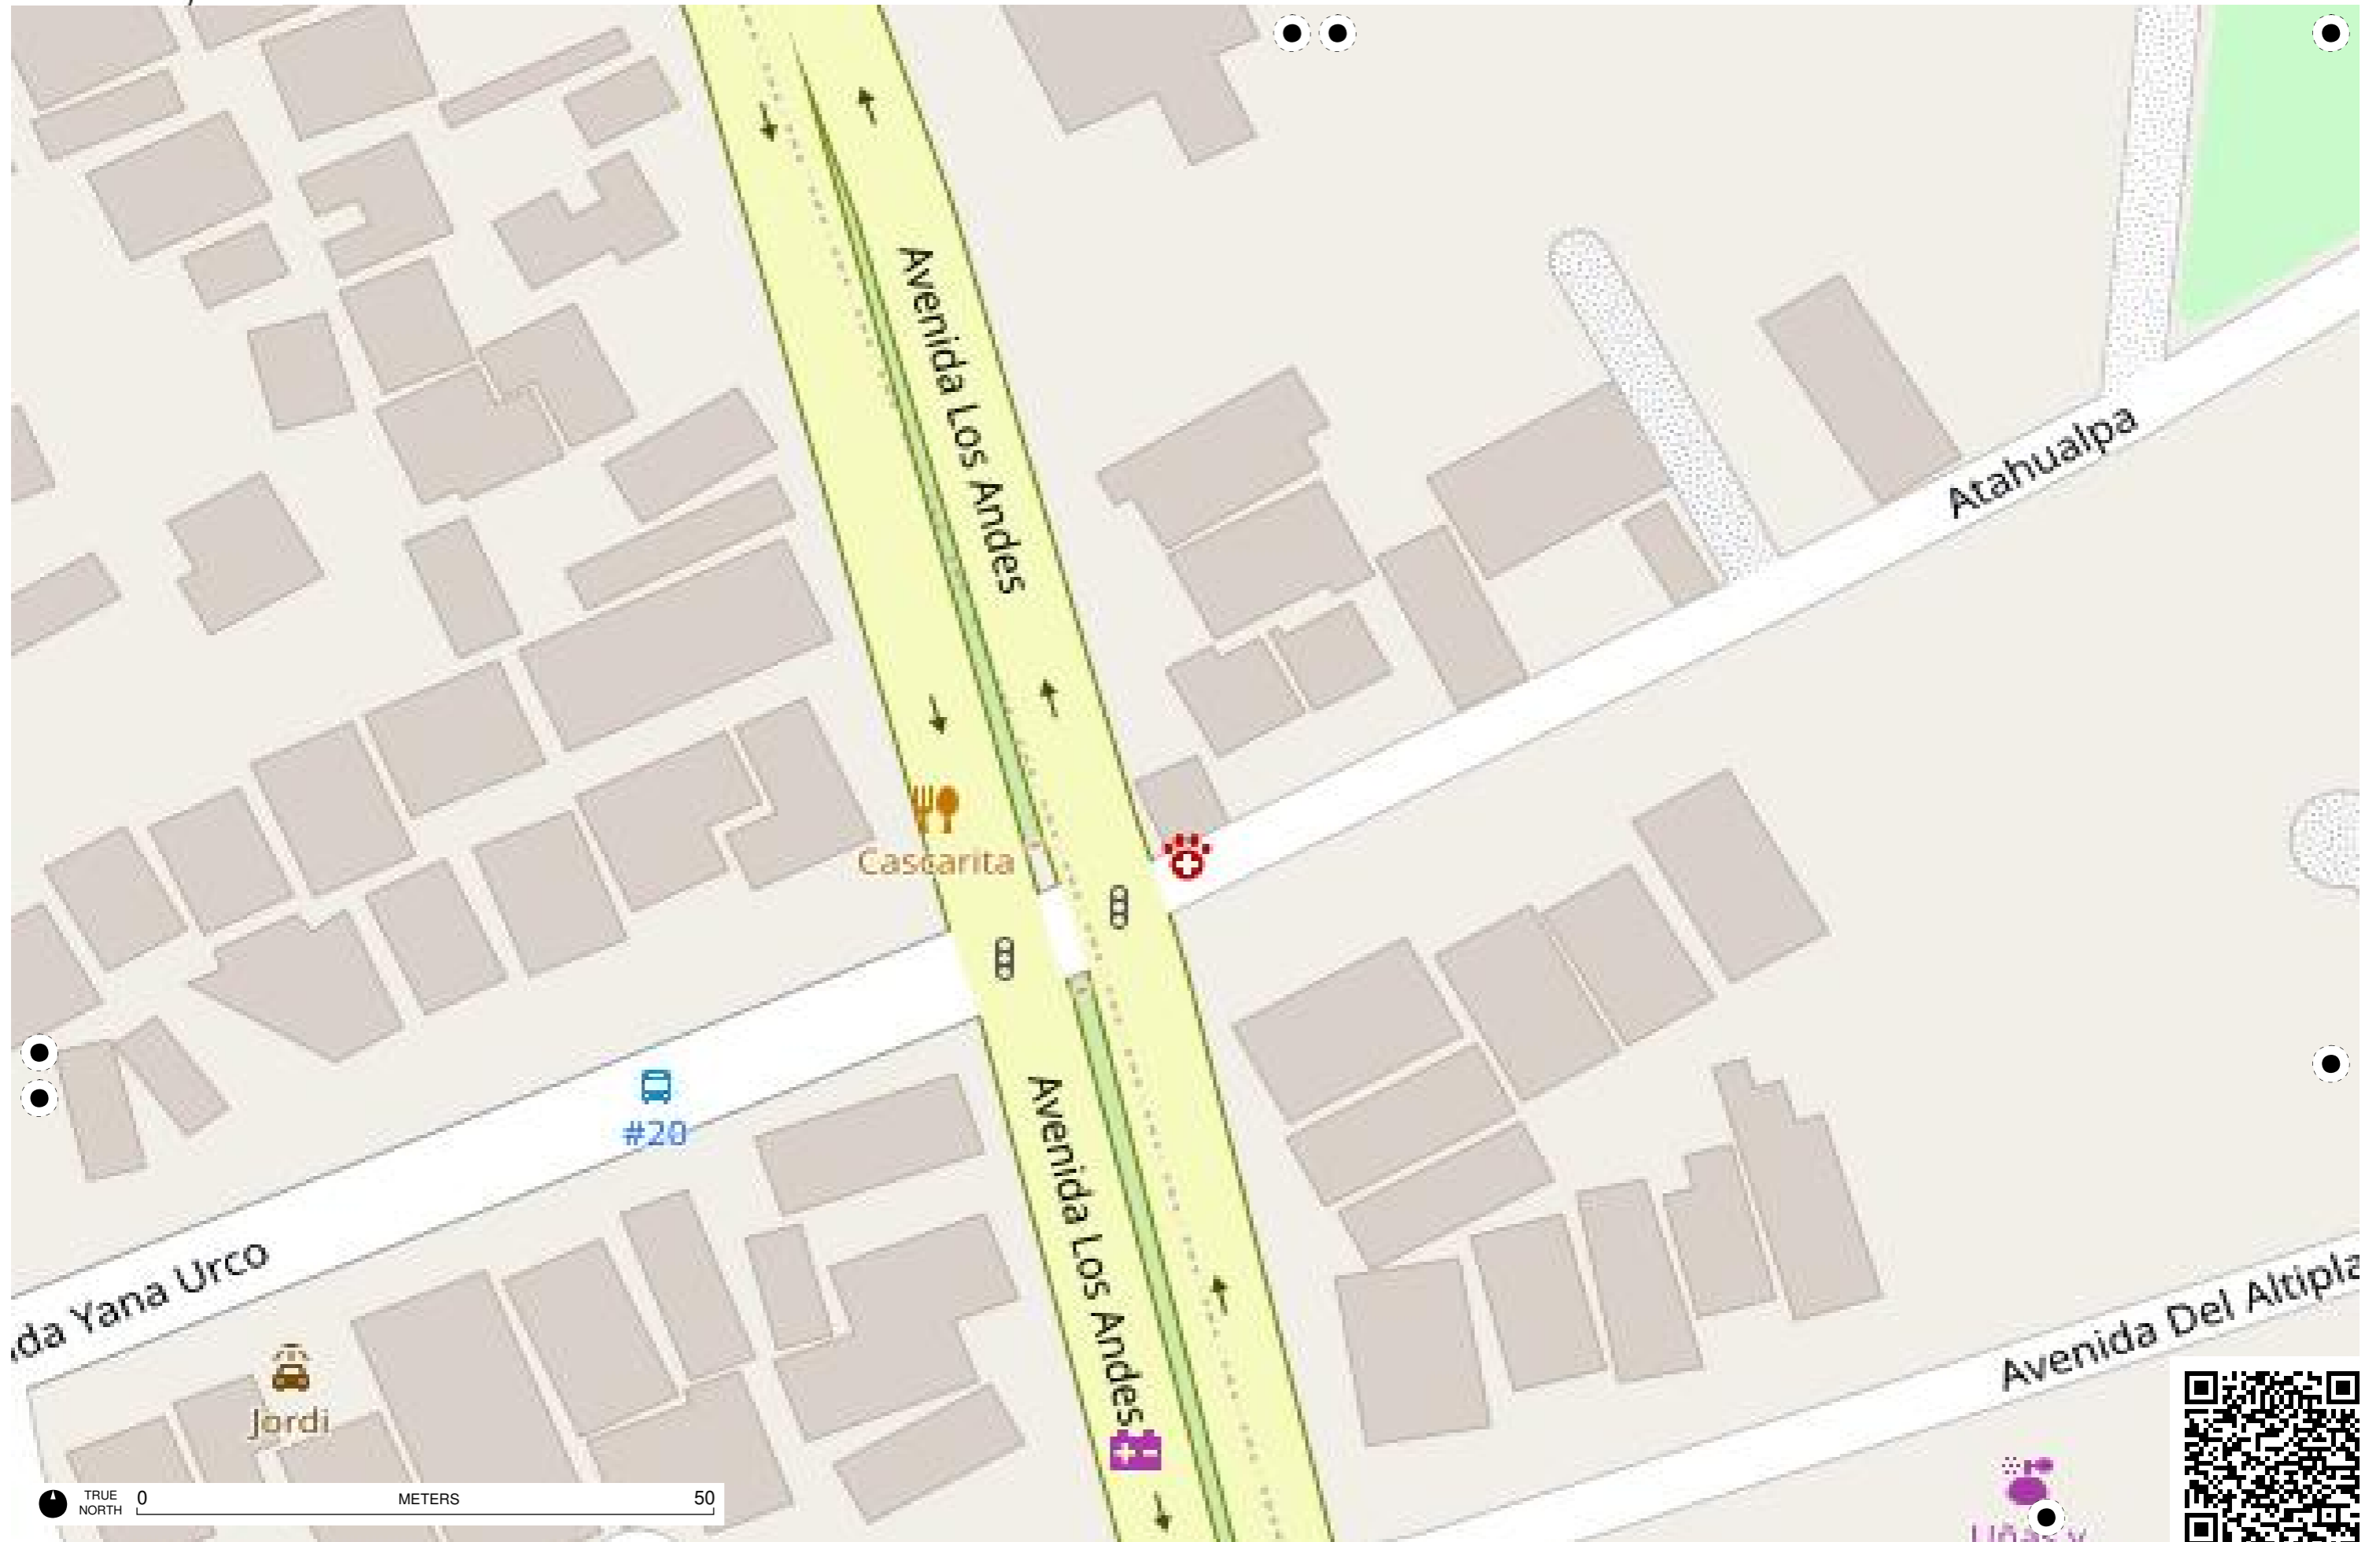 Avenida Los Andes
Atahualpa
Cascarita
#20
Avenida Los Andes
da Yana Urco
Avenida Del Altipla
Jordi
TRUE NORTH
0 METERS 50
Uñas y